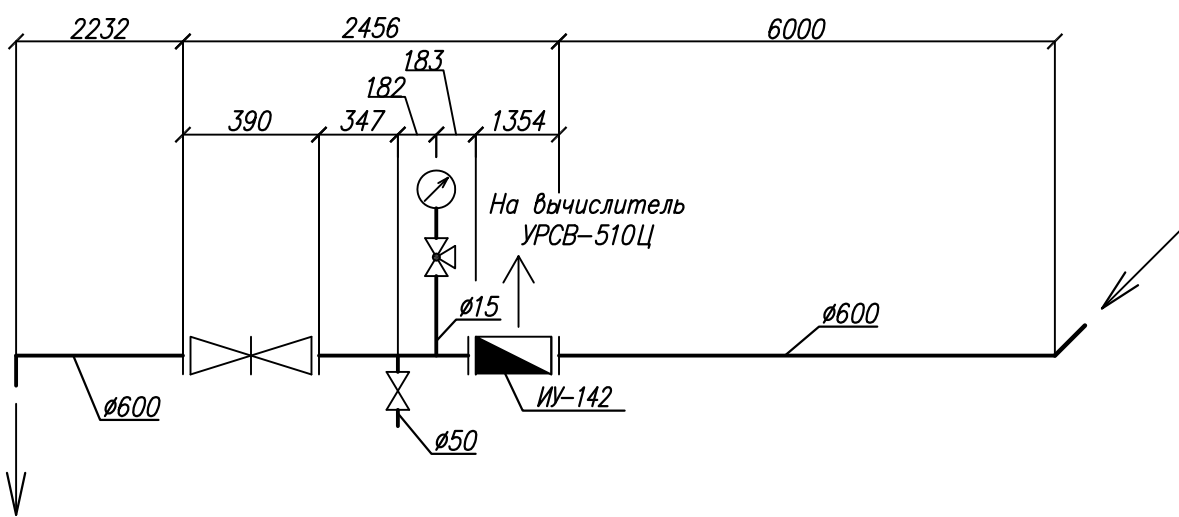 2232
2456
6000
183
182
390
347
1354
На вычислитель
УРСВ-510Ц
ø15
ø600
ø600
ИУ-142
ø50